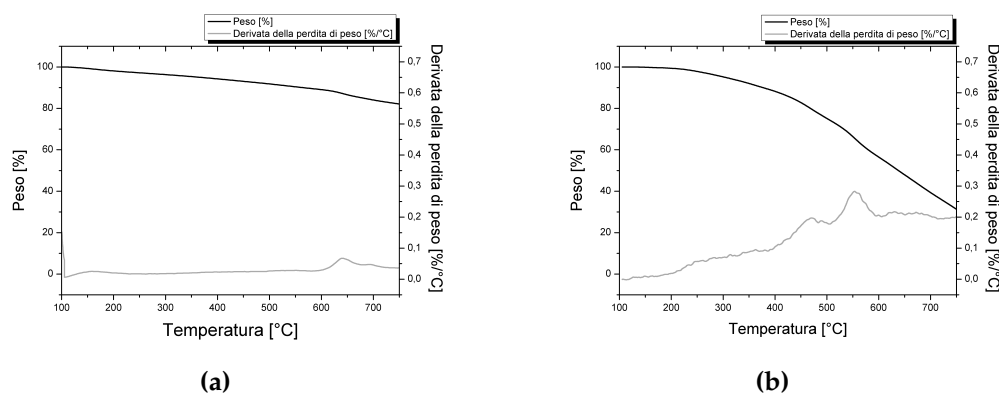 Peso [%]
Derivata della perdita di peso [%/°C]
100
80
60
40
20
0
Peso [%]
0,7
0,6
0,5
0,4
0,3
0,2
0,1
0,0
Derivata della perdita di peso [%/°C]
100 200 300 400 500 600 700
Temperatura [°C]
(a)
Peso [%]
Derivata della perdita di peso [%/°C]
100
80
60
40
20
0
Peso [%]
0,7
0,6
0,5
0,4
0,3
0,2
0,1
0,0
Derivata della perdita di peso [%/°C]
100 200 300 400 500 600 700
Temperatura [°C]
(b)